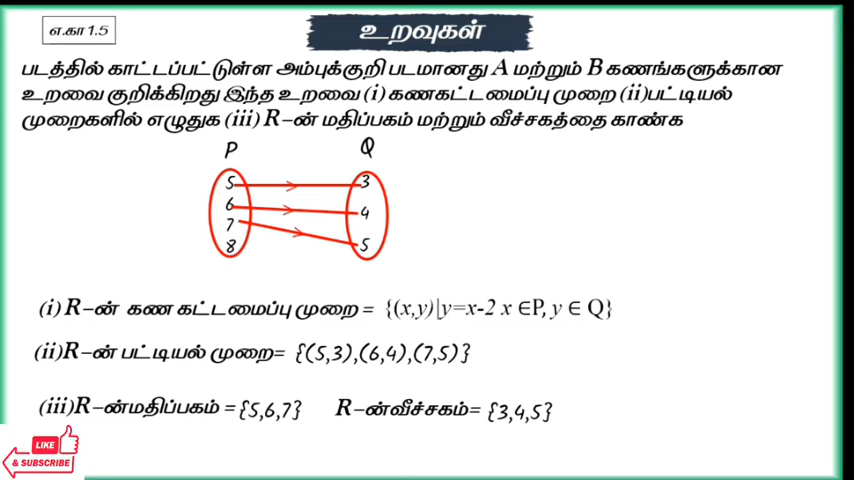 எ.கா 1.5
உறவுகள்
படத்தில் காட்டப்பட்டுள்ள அம்புக்குறி படமானது A மற்றும் B கணங்களுக்கான
உறவை குறிக்கிறது இந்த உறவை (i) கணகட்டமைப்பு முறை (ii)பட்டியல்
முறைகளில் எழுதுக (iii) R-ன் மதிப்பகம் மற்றும் வீச்சகத்தை காண்க
P Q
5 3
6 4
7 5
8
(i) R-ன் கண கட்டமைப்பு முறை = {(x,y)|y=x-2 x ∈P, y ∈ Q}
(ii)R-ன் பட்டியல் முறை= {(5,3),(6,4),(7,5)}
(iii)R-ன்மதிப்பகம் = {5,6,7} R-ன்வீச்சகம்= {3,4,5}
LIKE
& SUBSCRIBE